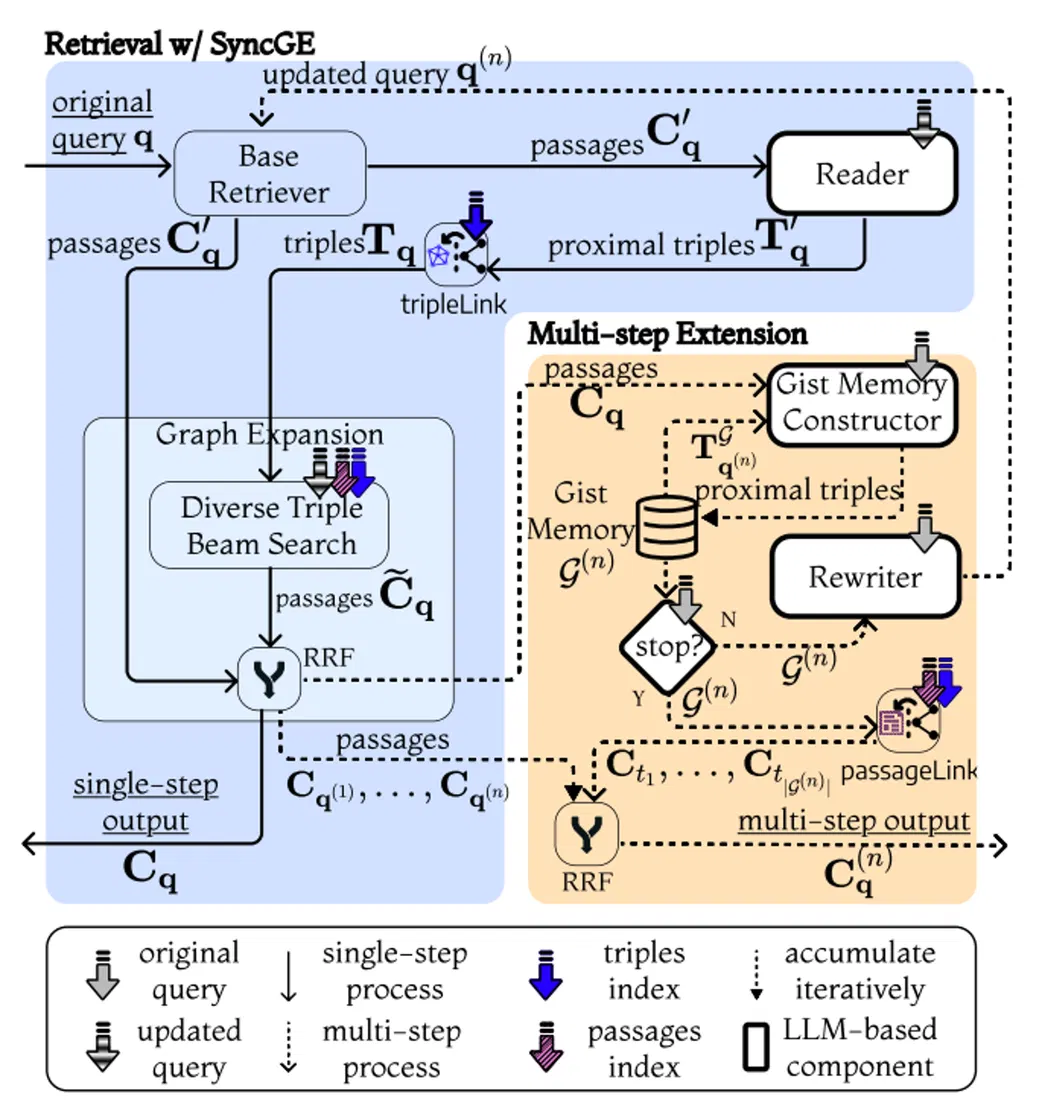 Retrieval w/ SyncGE
updated query q^(n)
original
query q
Base
Retriever
passages C′_q
Reader
passages C′_q
triples T_q
proximal triples T′_q
tripleLink
Multi-step Extension
passages
C_q
Gist Memory
Constructor
T^𝒢_q^(n)
proximal triples
Graph Expansion
Diverse Triple
Beam Search
Gist
Memory
𝒢^(n)
Rewriter
passages C̃_q
stop?
N
𝒢^(n)
RRF
Y
𝒢^(n)
passages
C_q^(1), . . . , C_q^(n)
C_t_1, . . . , C_t_|𝒢^(n)|
passageLink
single-step
output
C_q
RRF
multi-step output
C_q^(n)
original
query
single-step
process
triples
index
accumulate
iteratively
updated
query
multi-step
process
passages
index
LLM-based
component